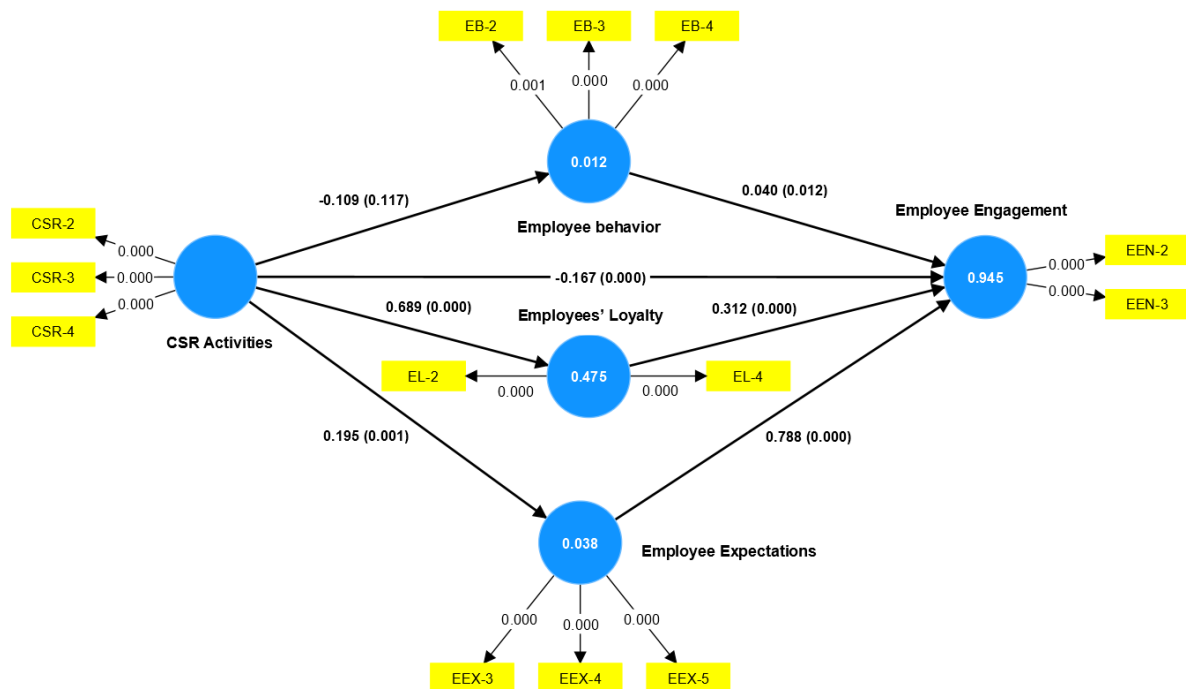 EB-2
EB-3
EB-4
0.001
0.000
0.000
0.012
Employee behavior
-0.109 (0.117)
0.040 (0.012)
Employee Engagement
CSR-2
CSR-3
CSR-4
0.000
0.000
0.000
CSR Activities
-0.167 (0.000)
0.945
0.000
0.000
EEN-2
EEN-3
0.689 (0.000)
Employees’ Loyalty
0.312 (0.000)
EL-2
0.000
0.475
0.000
EL-4
0.195 (0.001)
0.788 (0.000)
0.038
Employee Expectations
0.000
0.000
0.000
EEX-3
EEX-4
EEX-5